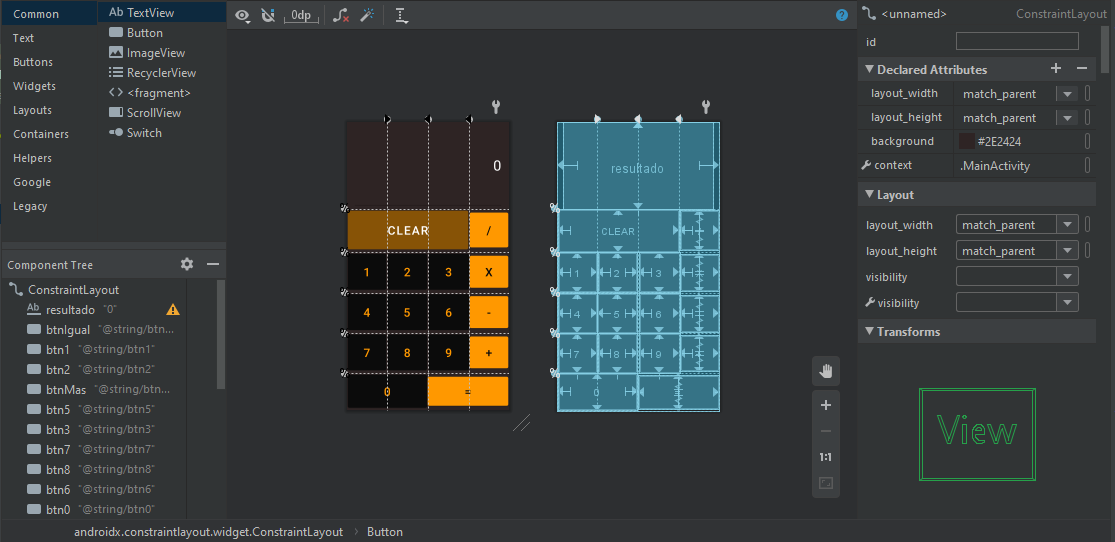 Common
Text
Buttons
Widgets
Layouts
Containers
Helpers
Google
Legacy
Ab TextView
Button
ImageView
RecyclerView
<fragment>
ScrollView
Switch
Component Tree
ConstraintLayout
Ab resultado "0"
btnIgual "@string/btn...
btn1 "@string/btn1"
btn2 "@string/btn2"
btnMas "@string/btn...
btn5 "@string/btn5"
btn3 "@string/btn3"
btn7 "@string/btn7"
btn8 "@string/btn8"
btn6 "@string/btn6"
btn0 "@string/btn0"
0dp
?
0
CLEAR /
1 2 3 X
4 5 6 -
7 8 9 +
0 =
resultado
CLEAR
1 2 3
4 5 6
7 8 9
0
1:1
<unnamed> ConstraintLayout
id
Declared Attributes
layout_width match_parent
layout_height match_parent
background #2E2424
context .MainActivity
Layout
layout_width match_parent
layout_height match_parent
visibility
visibility
Transforms
View
androidx.constraintlayout.widget.ConstraintLayout > Button